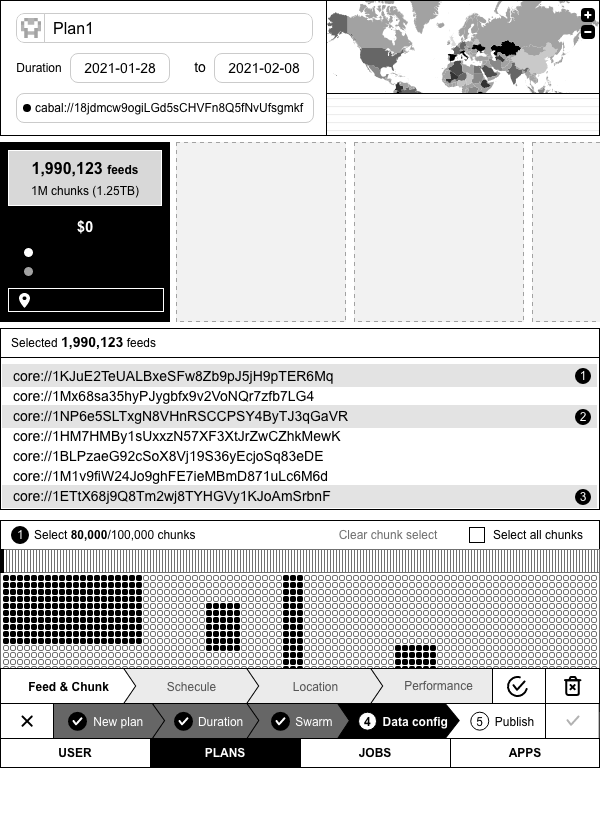 Plan1
Duration 2021-01-28 to 2021-02-08
cabal://18jdmcw9ogiLGd5sCHVFn8Q5fNvUfsgmkf
+
−
1,990,123 feeds
1M chunks (1.25TB)
$0
Selected 1,990,123 feeds
core://1KJuE2TeUALBxeSFw8Zb9pJ5jH9pTER6Mq 1
core://1Mx68sa35hyPJygbfx9v2VoNQr7zfb7LG4
core://1NP6e5SLTxgN8VHnRSCCPSY4ByTJ3qGaVR 2
core://1HM7HMBy1sUxxzN57XF3XtJrZwCZhkMewK
core://1BLPzaeG92cSoX8Vj19S36yEcjoSq83eDE
core://1M1v9fiW24Jo9ghFE7ieMBmD871uLc6M6d
core://1ETtX68j9Q8Tm2wj8TYHGVy1KJoAmSrbnF 3
1 Select 80,000/100,000 chunks Clear chunk select Select all chunks
Feed & Chunk Schecule Location Performance
New plan Duration Swarm 4 Data config 5 Publish
USER PLANS JOBS APPS